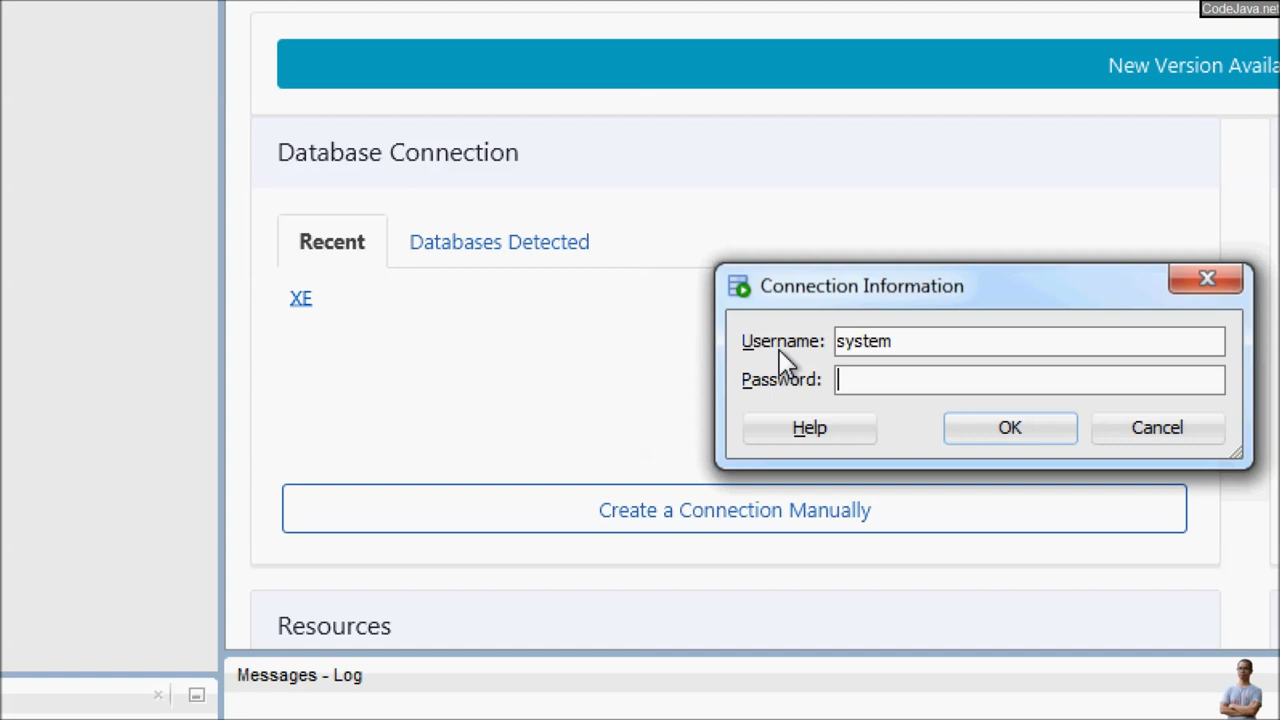 CodeJava.net
New Version Availa
Database Connection
Recent
Databases Detected
XE
Connection Information
Username: system
Password:
Help
OK
Cancel
Create a Connection Manually
Resources
Messages - Log